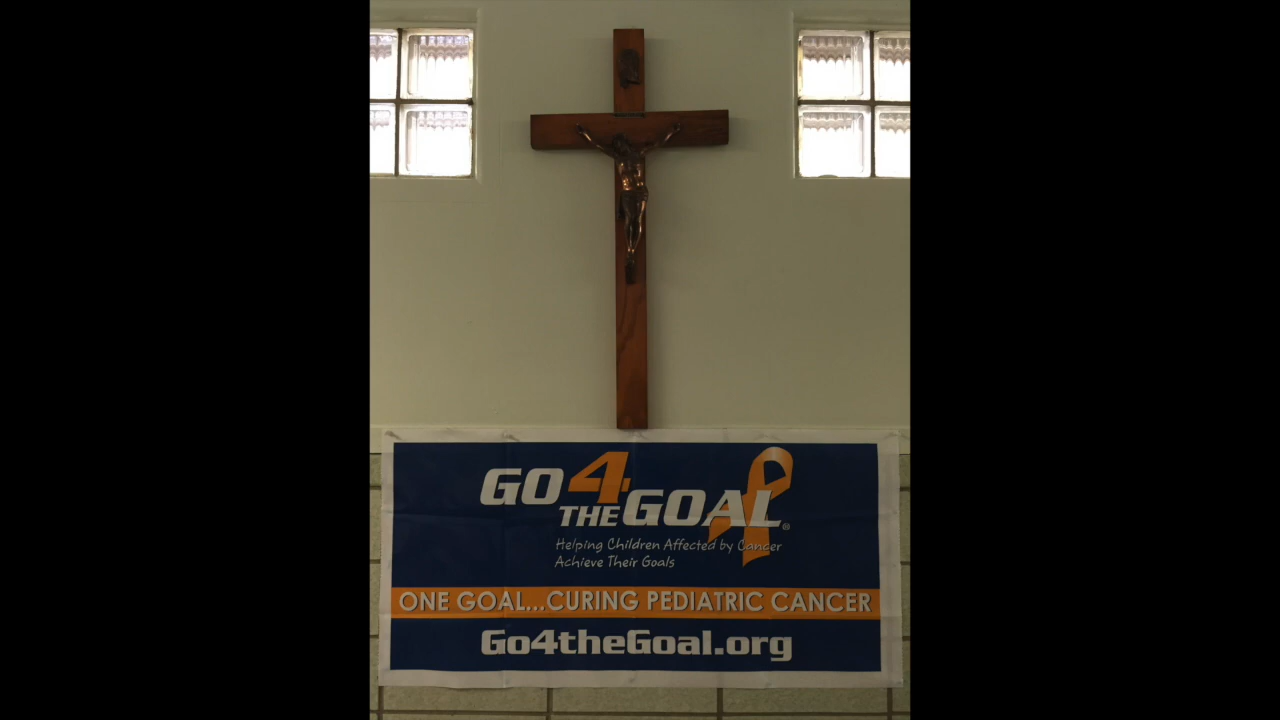 GO 4
THE GOAL®
Helping Children Affected by Cancer
Achieve Their Goals
ONE GOAL...CURING PEDIATRIC CANCER
Go4theGoal.org